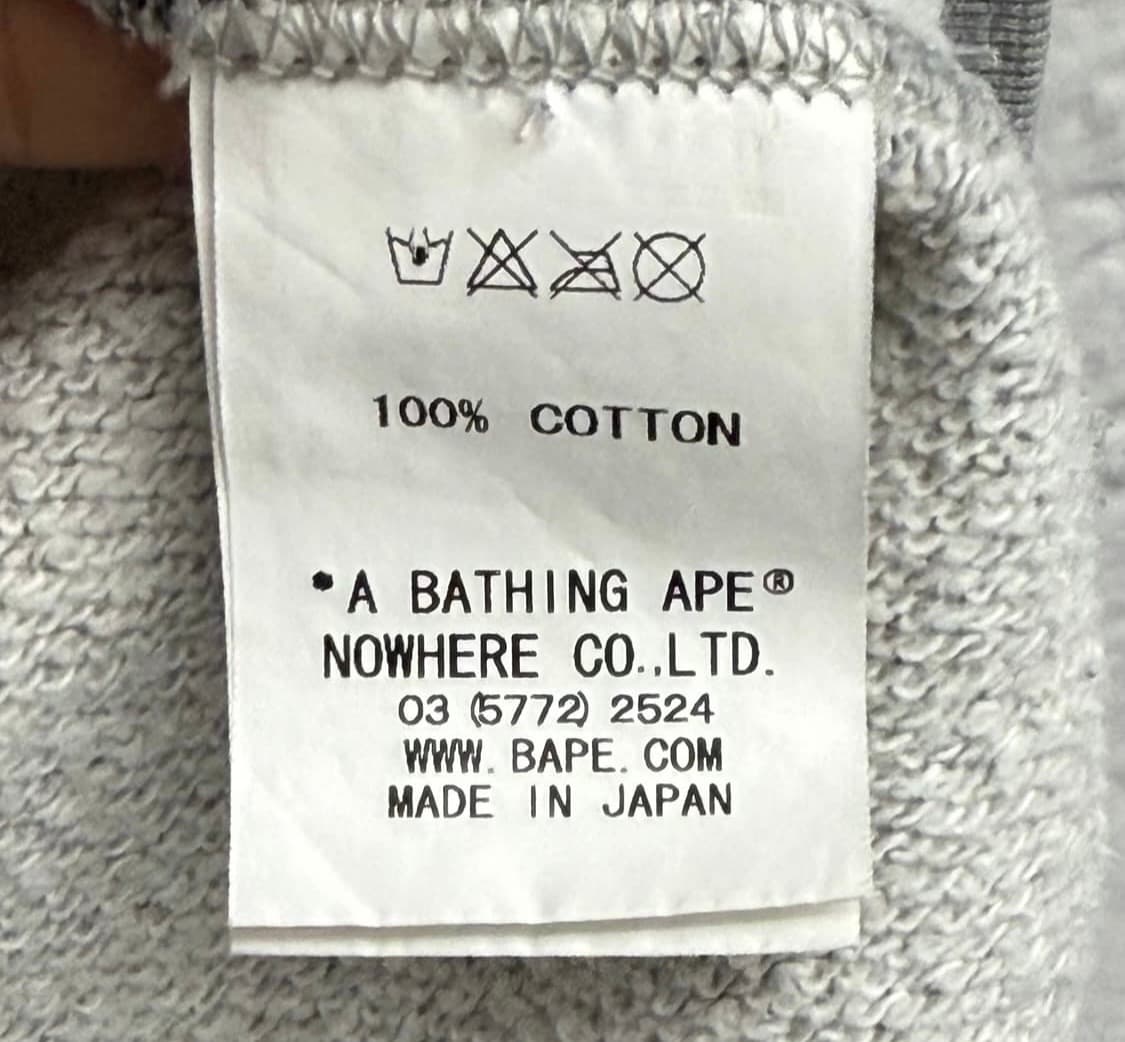 100% COTTON
•A BATHING APE®
NOWHERE CO.,LTD.
03 (5772) 2524
WWW. BAPE. COM
MADE IN JAPAN